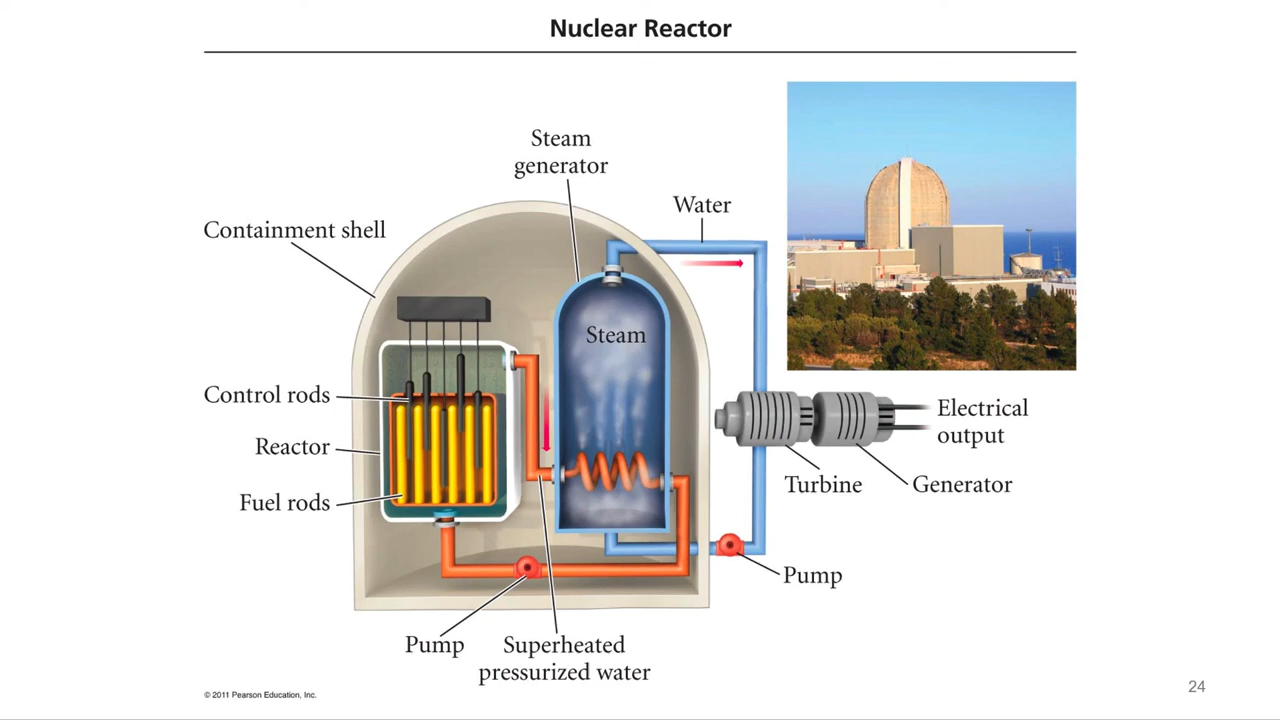 Nuclear Reactor
Steam
generator
Water
Containment shell
Steam
Control rods
Electrical
output
Reactor
Turbine
Generator
Fuel rods
Pump
Pump
Superheated
pressurized water
© 2011 Pearson Education, Inc.
24